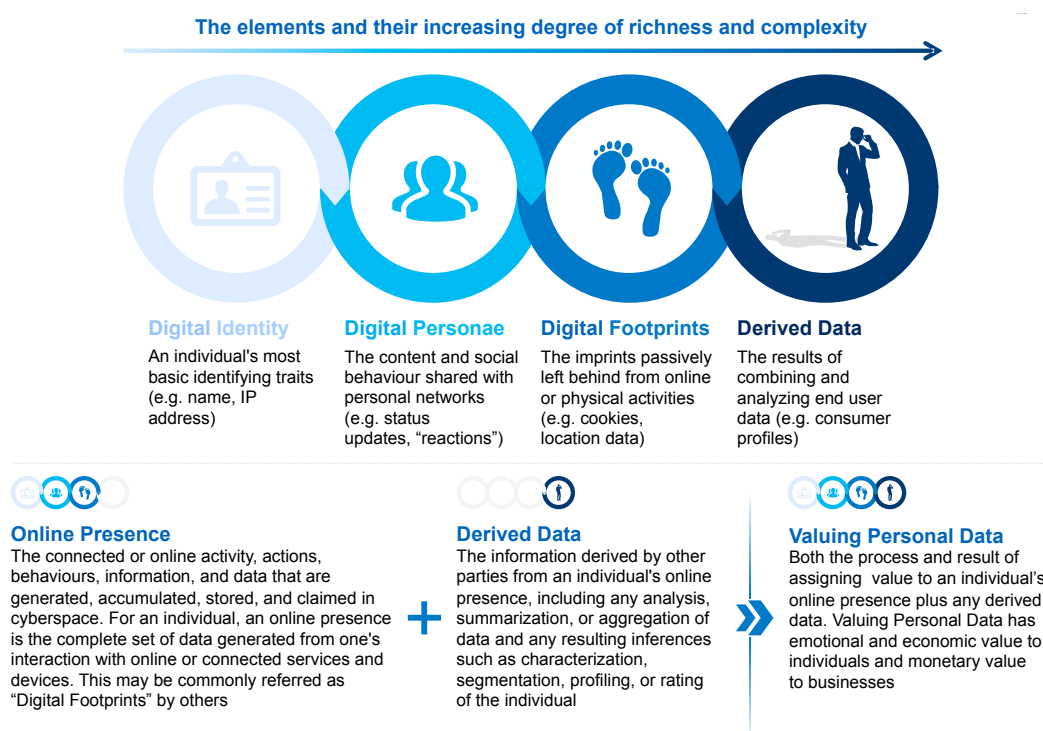 The elements and their increasing degree of richness and complexity
Digital Identity
An individual's most
basic identifying traits
(e.g. name, IP
address)
Digital Personae
The content and social
behaviour shared with
personal networks
(e.g. status
updates, “reactions”)
Digital Footprints
The imprints passively
left behind from online
or physical activities
(e.g. cookies,
location data)
Derived Data
The results of
combining and
analyzing end user
data (e.g. consumer
profiles)
Online Presence
The connected or online activity, actions,
behaviours, information, and data that are
generated, accumulated, stored, and claimed in
cyberspace. For an individual, an online presence
is the complete set of data generated from one's
interaction with online or connected services and
devices. This may be commonly referred as
“Digital Footprints” by others
Derived Data
The information derived by other
parties from an individual's online
presence, including any analysis,
summarization, or aggregation of
data and any resulting inferences
such as characterization,
segmentation, profiling, or rating
of the individual
Valuing Personal Data
Both the process and result of
assigning value to an individual's
online presence plus any derived
data. Valuing Personal Data has
emotional and economic value to
individuals and monetary value
to businesses